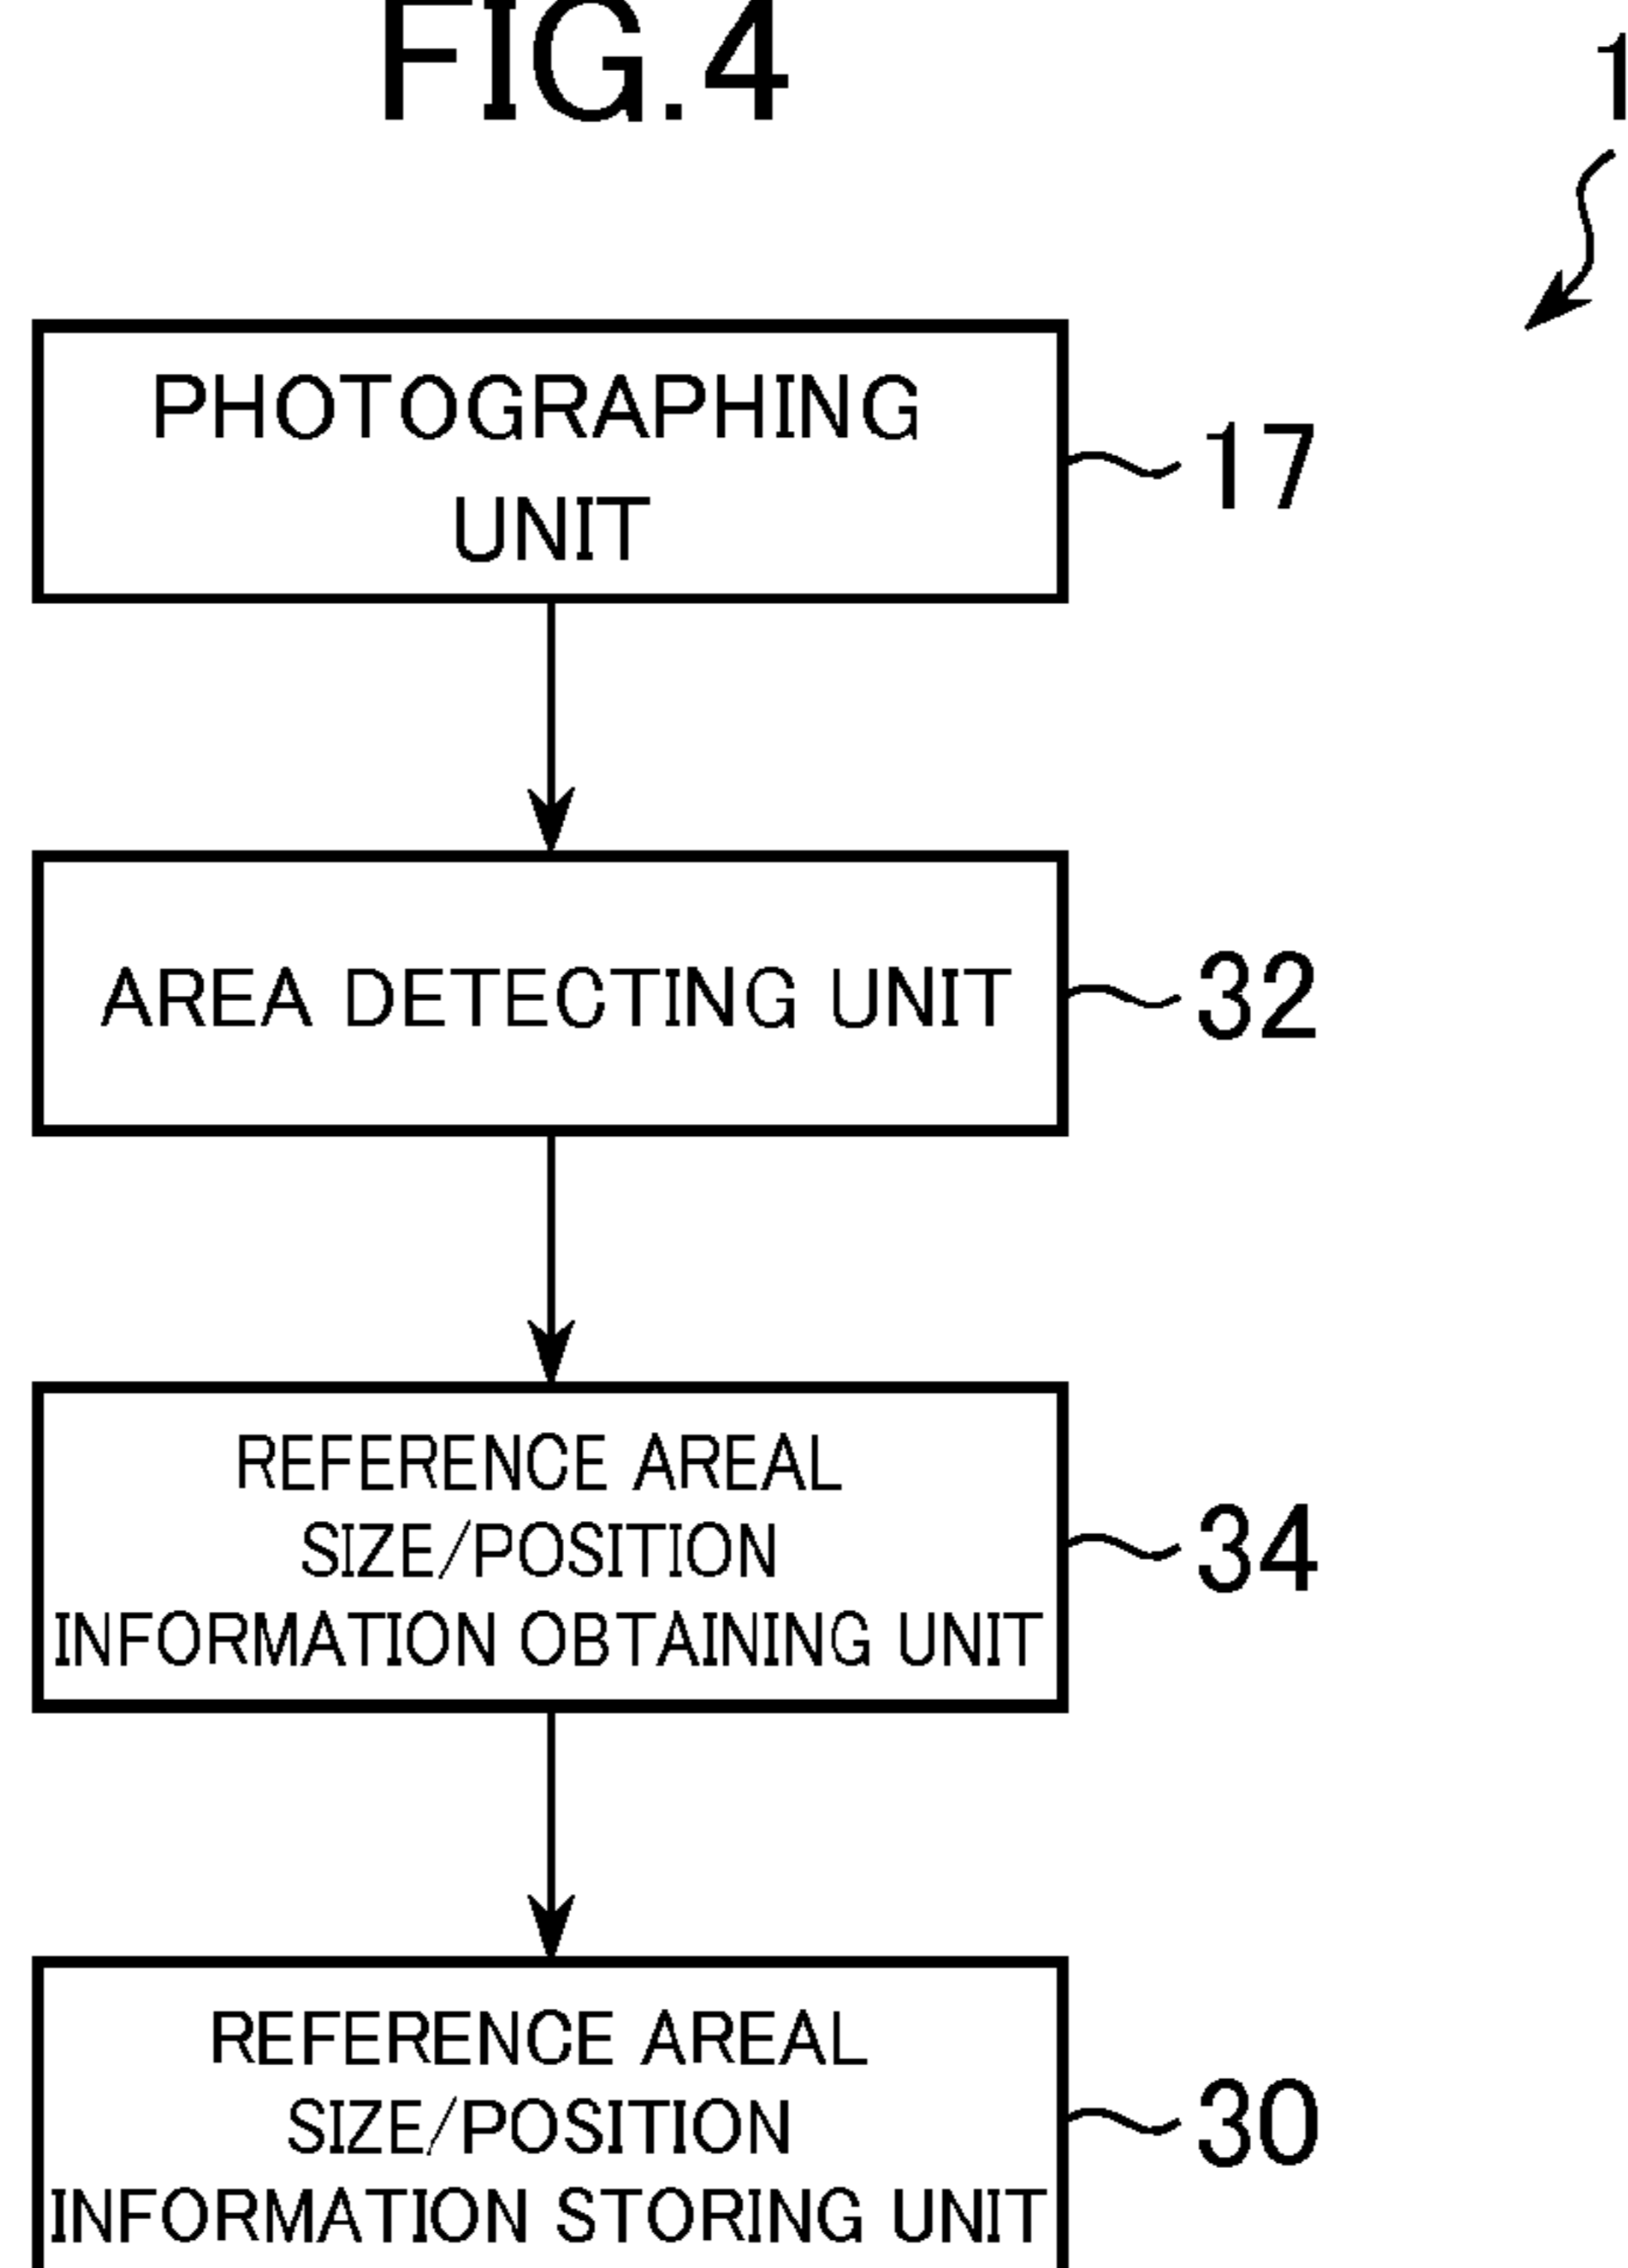 FIG.4
1
PHOTOGRAPHING
UNIT
17
AREA DETECTING UNIT
32
REFERENCE AREAL
SIZE/POSITION
INFORMATION OBTAINING UNIT
34
REFERENCE AREAL
SIZE/POSITION
INFORMATION STORING UNIT
30